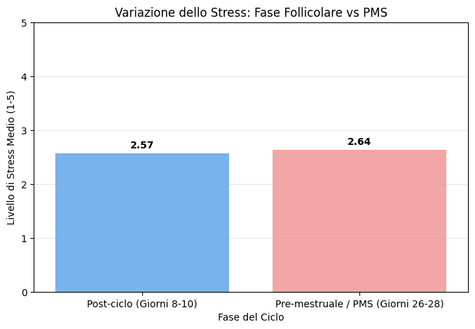 Variazione dello Stress: Fase Follicolare vs PMS
Livello di Stress Medio (1-5)
5
4
3
2
1
0
2.57
2.64
Post-ciclo (Giorni 8-10)
Pre-mestruale / PMS (Giorni 26-28)
Fase del Ciclo